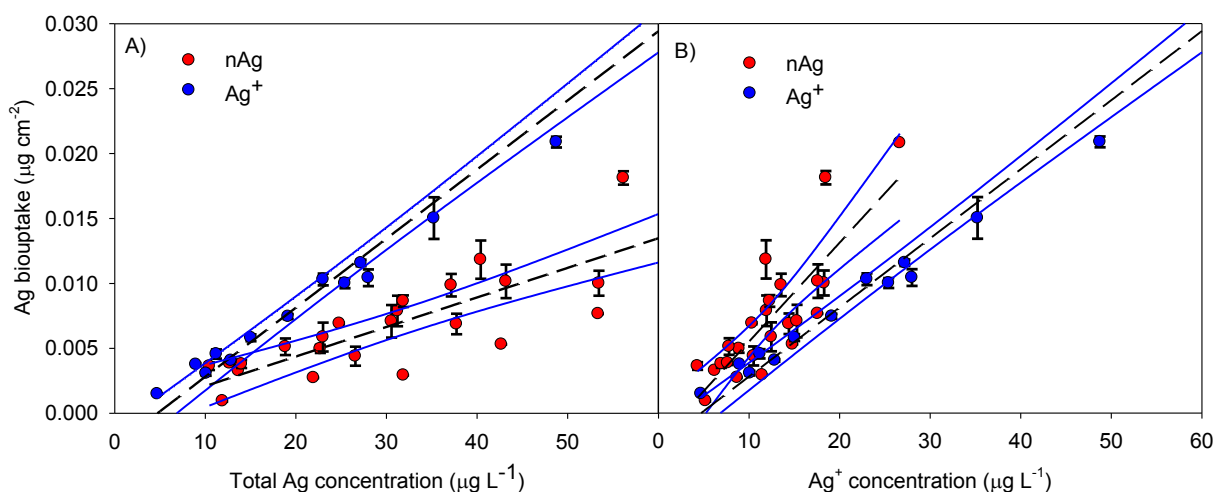 A)
nAg
Ag+
B)
nAg
Ag+
Ag biouptake (µg cm-2)
0.030
0.025
0.020
0.015
0.010
0.005
0.000
0 10 20 30 40 50 0 10 20 30 40 50 60
Total Ag concentration (µg L-1) Ag+ concentration (µg L-1)